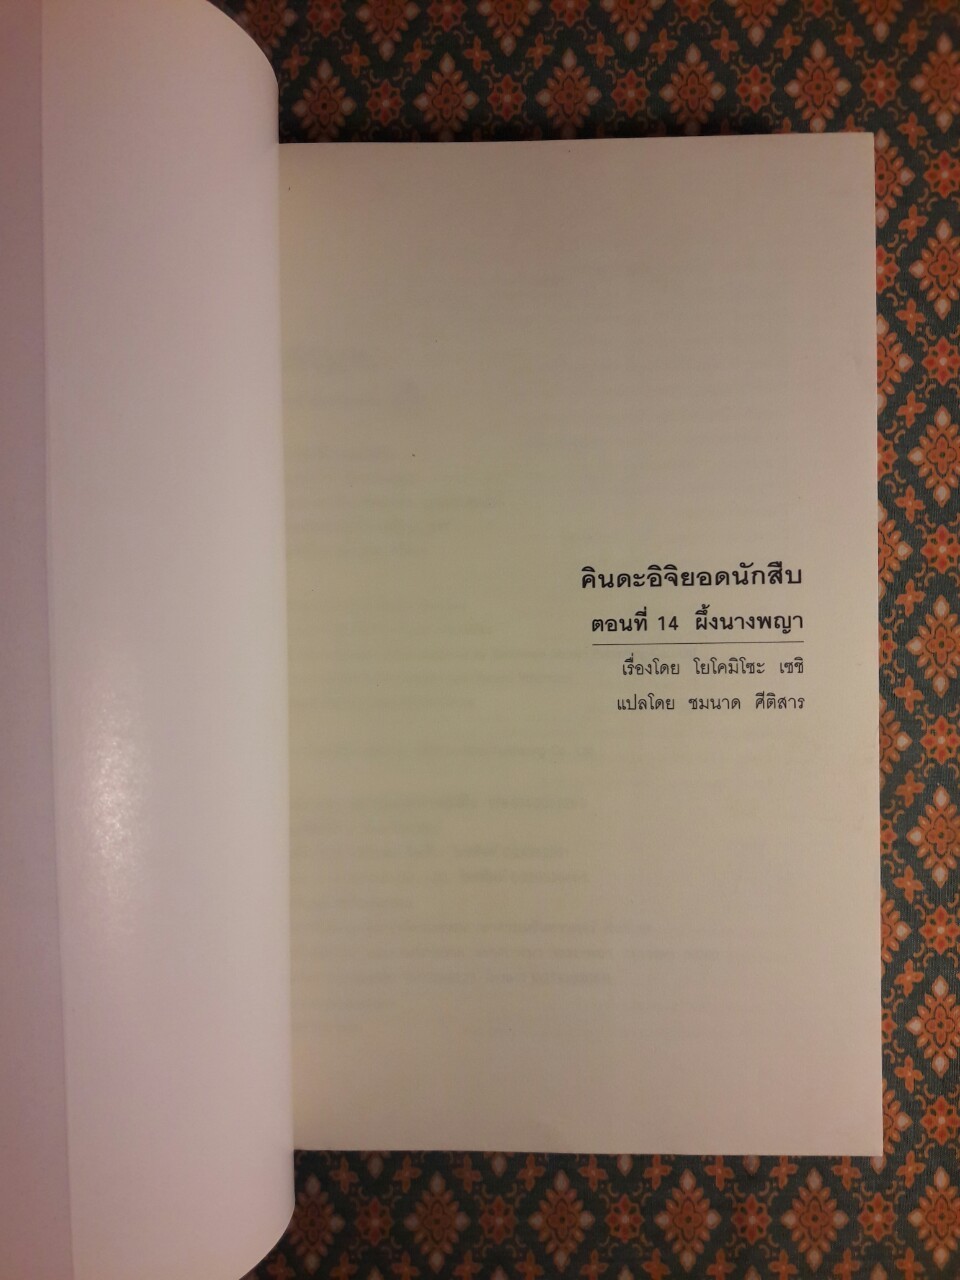 คินดะอิจิยอดนักสืบ
ตอนที่ 14 ผึ้งนางพญา
เรื่องโดย โยโคมิโซะ เซชิ
แปลโดย ชมนาด ศีติสาร